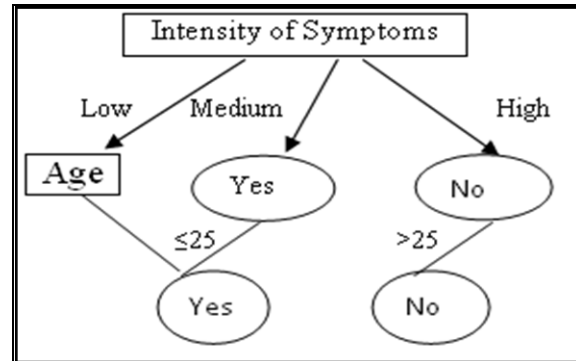 Intensity of Symptoms
Low Medium High
Age Yes No
≤25 >25
Yes No